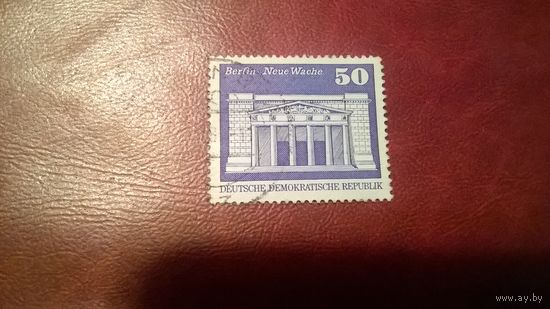 Berlin Neue Wache 50
DEUTSCHE DEMOKRATISCHE REPUBLIK
www.ay.by